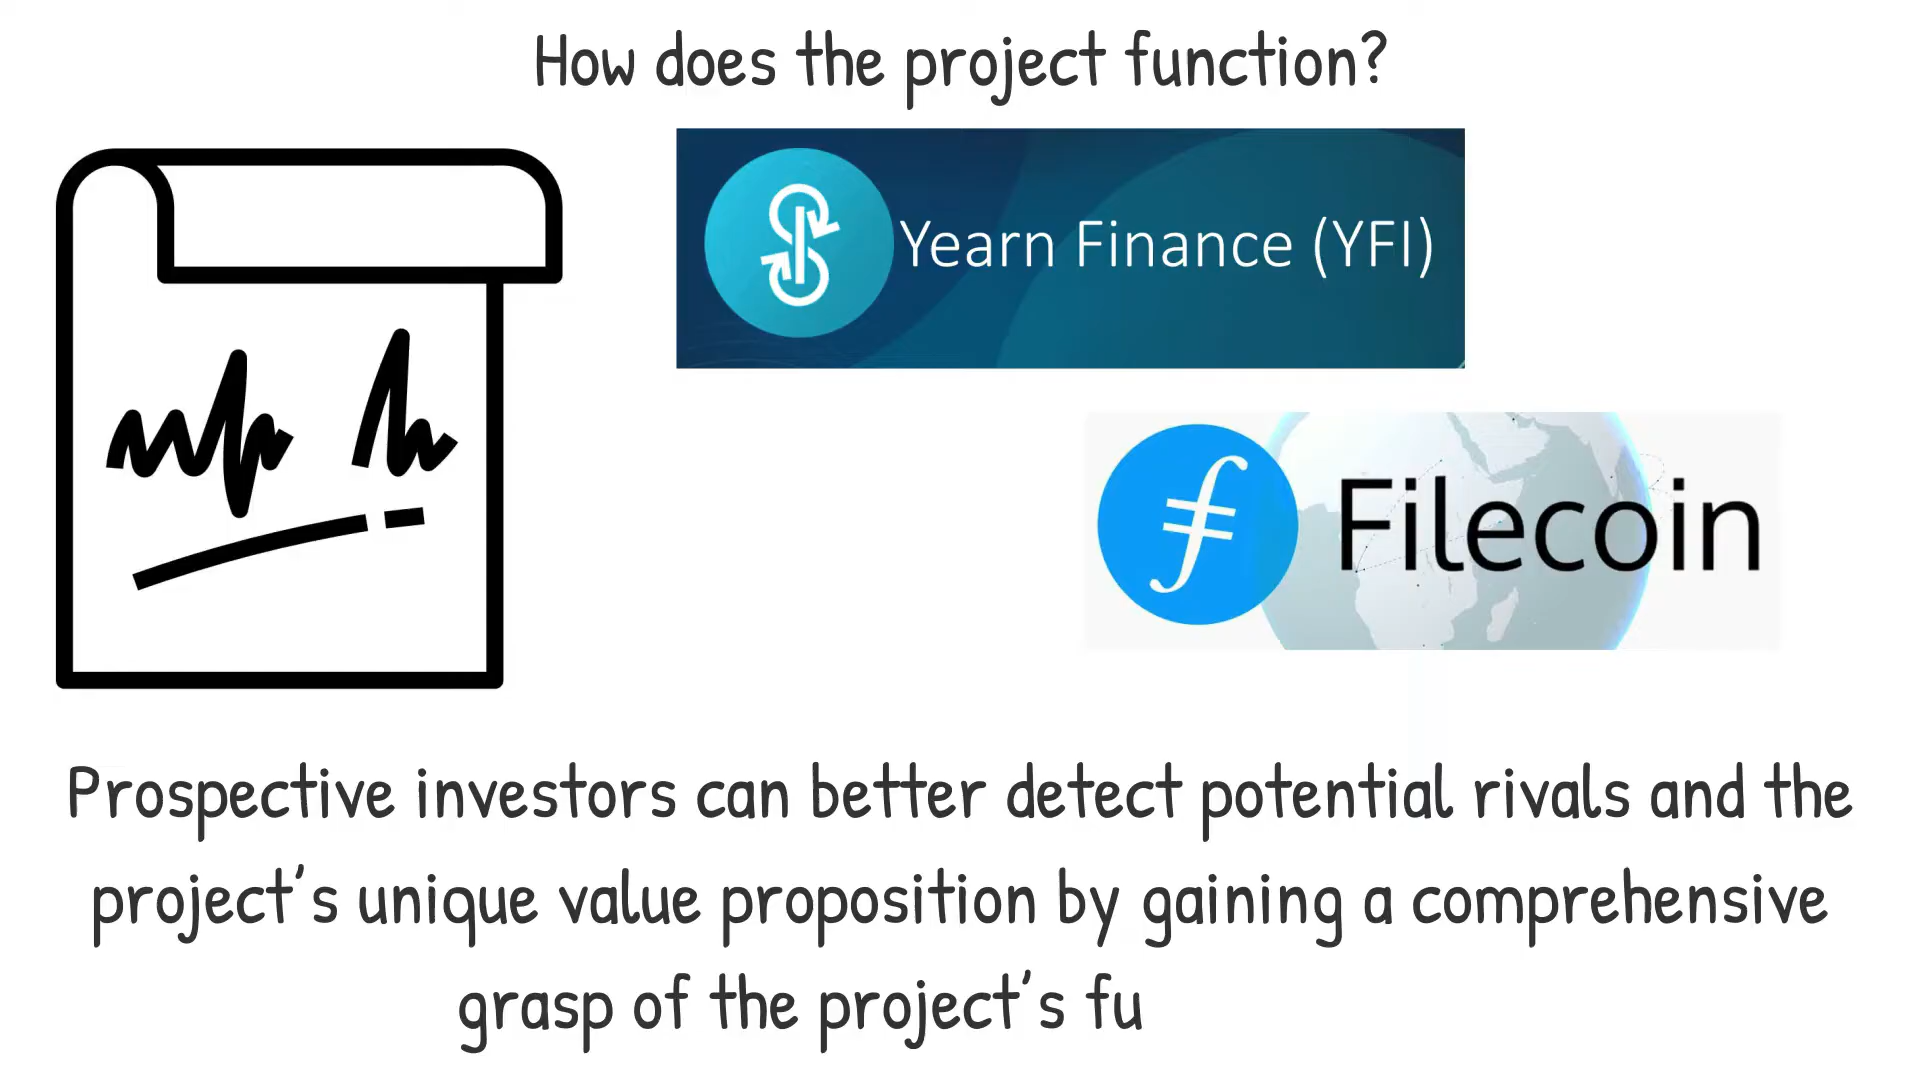 How does the project function?
Yearn Finance (YFI)
Filecoin
Prospective investors can better detect potential rivals and the
project's unique value proposition by gaining a comprehensive
grasp of the project's fu